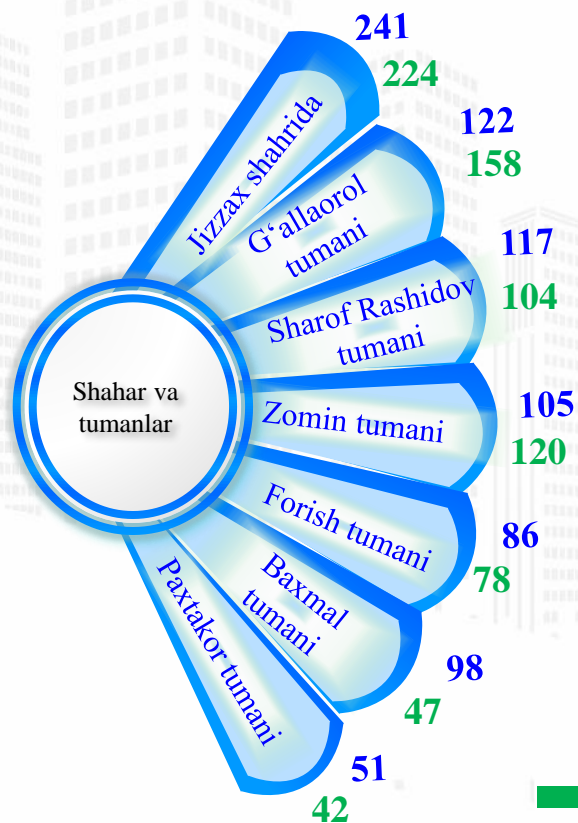 241
224
Jizzax shahrida
122
158
G‘allaorol
tumani
117
104
Sharof Rashidov
tumani
105
120
Zomin tumani
Shahar va
tumanlar
86
78
Forish tumani
98
47
Baxmal
tumani
51
42
Paxtakor tumani